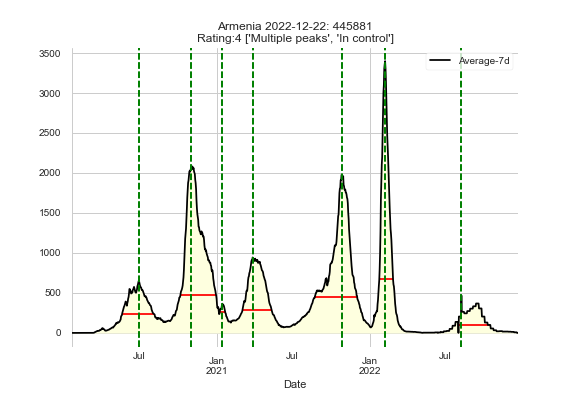 Armenia 2022-12-22: 445881
Rating:4 ['Multiple peaks', 'In control']
Average-7d
3500
3000
2500
2000
1500
1000
500
0
Jul
Jan
2021
Jul
Jan
2022
Jul
Date